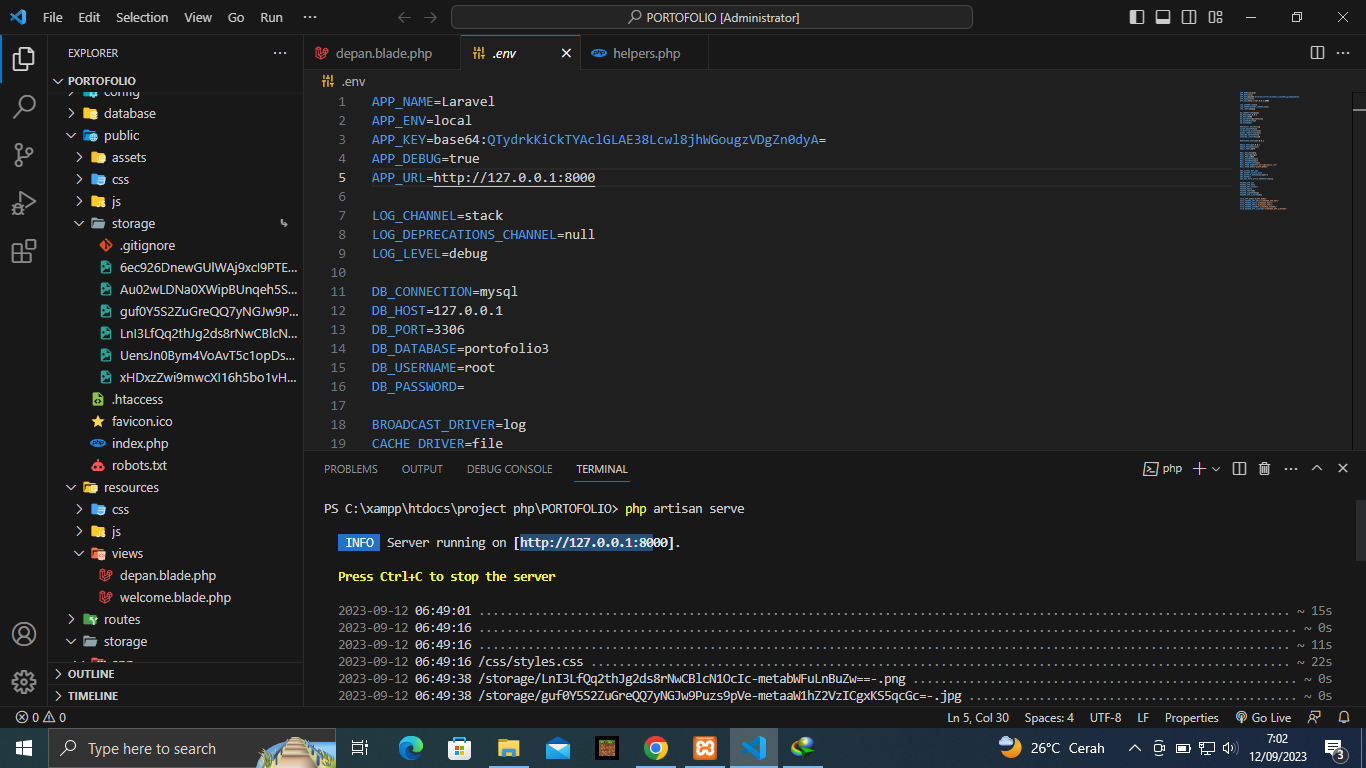 File Edit Selection View Go Run ···
PORTOFOLIO [Administrator]
EXPLORER
PORTOFOLIO
config
database
public
assets
css
js
storage
.gitignore
6ec926DnewGUlWAj9xcI9PTE...
Au02wLDNa0XWipBUnqeh5S...
guf0Y5S2ZuGreQQ7yNGJw9P...
LnI3LfQq2thJg2ds8rNwCBlcN...
UensJn0Bym4VoAvT5c1opDs...
xHDxzZwi9mwcXI16h5bo1vH...
.htaccess
favicon.ico
index.php
robots.txt
resources
css
js
views
depan.blade.php
welcome.blade.php
routes
storage
OUTLINE
TIMELINE
depan.blade.php .env helpers.php
.env
1 APP_NAME=Laravel
2 APP_ENV=local
3 APP_KEY=base64:QTydrkKiCkTYAclGLAE38Lcwl8jhWGougzVDgZn0dyA=
4 APP_DEBUG=true
5 APP_URL=http://127.0.0.1:8000
6
7 LOG_CHANNEL=stack
8 LOG_DEPRECATIONS_CHANNEL=null
9 LOG_LEVEL=debug
10
11 DB_CONNECTION=mysql
12 DB_HOST=127.0.0.1
13 DB_PORT=3306
14 DB_DATABASE=portofolio3
15 DB_USERNAME=root
16 DB_PASSWORD=
17
18 BROADCAST_DRIVER=log
19 CACHE_DRIVER=file
PROBLEMS OUTPUT DEBUG CONSOLE TERMINAL
php
PS C:\xampp\htdocs\project php\PORTOFOLIO> php artisan serve
INFO Server running on [http://127.0.0.1:8000].
Press Ctrl+C to stop the server
2023-09-12 06:49:01 ........ ~ 15s
2023-09-12 06:49:16 ........ ~ 0s
2023-09-12 06:49:16 ........ ~ 11s
2023-09-12 06:49:16 /css/styles.css ........ ~ 22s
2023-09-12 06:49:38 /storage/LnI3LfQq2thJg2ds8rNwCBlcN1OcIc-metabWFuLnBuZw==-.png ........ ~ 0s
2023-09-12 06:49:38 /storage/guf0Y5S2ZuGreQQ7yNGJw9Puzs9pVe-metaaW1hZ2VzICgxKS5qcGc=-.jpg ........ ~ 0s
0 0
Ln 5, Col 30 Spaces: 4 UTF-8 LF Properties Go Live
Type here to search
26°C Cerah
7:02
12/09/2023
3